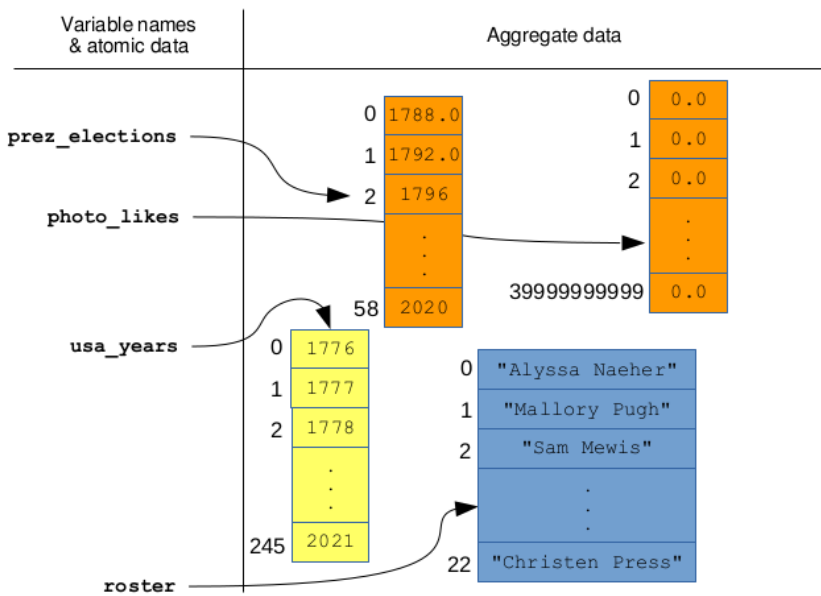 Variable names
& atomic data
Aggregate data
prez_elections
photo_likes
usa_years
roster
0 1788.0
1 1792.0
2 1796
.
.
.
58 2020
0 0.0
1 0.0
2 0.0
.
.
.
39999999999 0.0
0 1776
1 1777
2 1778
.
.
.
245 2021
0 "Alyssa Naeher"
1 "Mallory Pugh"
2 "Sam Mewis"
.
.
.
22 "Christen Press"